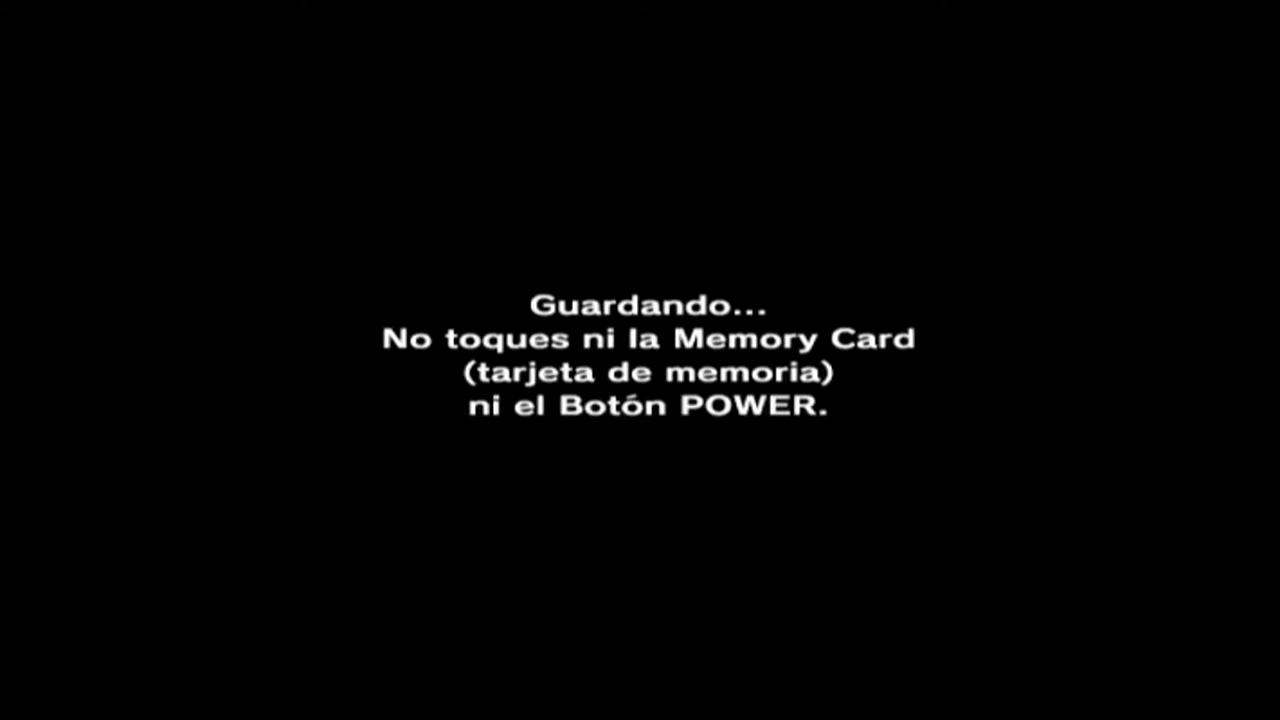 Guardando...
No toques ni la Memory Card
(tarjeta de memoria)
ni el Botón POWER.